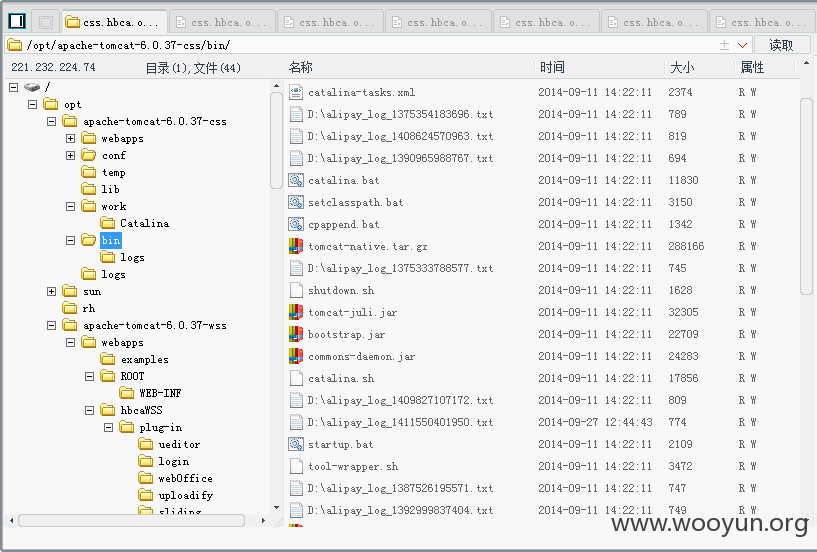 css.hbca.o...
css.hbca.o...
css.hbca.o...
css.hbca.o...
css.hbca.o...
css.hbca.o...
css.hbca.o...
/opt/apache-tomcat-6.0.37-css/bin/ 读取
221.232.224.74 目录(1),文件(44)
/
opt
apache-tomcat-6.0.37-css
webapps
conf
temp
lib
work
Catalina
bin
logs
logs
sun
rh
apache-tomcat-6.0.37-wss
webapps
examples
ROOT
WEB-INF
hbcaWSS
plug-in
ueditor
login
webOffice
uploadify
sliding
名称 时间 大小 属性
catalina-tasks.xml 2014-09-11 14:22:11 2374 R W
D:\alipay_log_1375354183696.txt 2014-09-11 14:22:11 789 R W
D:\alipay_log_1408624570963.txt 2014-09-11 14:22:11 819 R W
D:\alipay_log_1390965988767.txt 2014-09-11 14:22:11 694 R W
catalina.bat 2014-09-11 14:22:11 11830 R W
setclasspath.bat 2014-09-11 14:22:11 3150 R W
cpappend.bat 2014-09-11 14:22:11 1342 R W
tomcat-native.tar.gz 2014-09-11 14:22:11 288166 R W
D:\alipay_log_1375333788577.txt 2014-09-11 14:22:11 745 R W
shutdown.sh 2014-09-11 14:22:11 1628 R W
tomcat-juli.jar 2014-09-11 14:22:11 32305 R W
bootstrap.jar 2014-09-11 14:22:11 22709 R W
commons-daemon.jar 2014-09-11 14:22:11 24283 R W
catalina.sh 2014-09-11 14:22:11 17856 R W
D:\alipay_log_1409827107172.txt 2014-09-11 14:22:11 809 R W
D:\alipay_log_1411550401950.txt 2014-09-27 12:44:43 774 R W
startup.bat 2014-09-11 14:22:11 2109 R W
tool-wrapper.sh 2014-09-11 14:22:11 3472 R W
D:\alipay_log_1387526195571.txt 2014-09-11 14:22:11 747 R W
D:\alipay_log_1392999837404.txt 2014-09-11 14:22:11 749 R W
www.wooyun.org